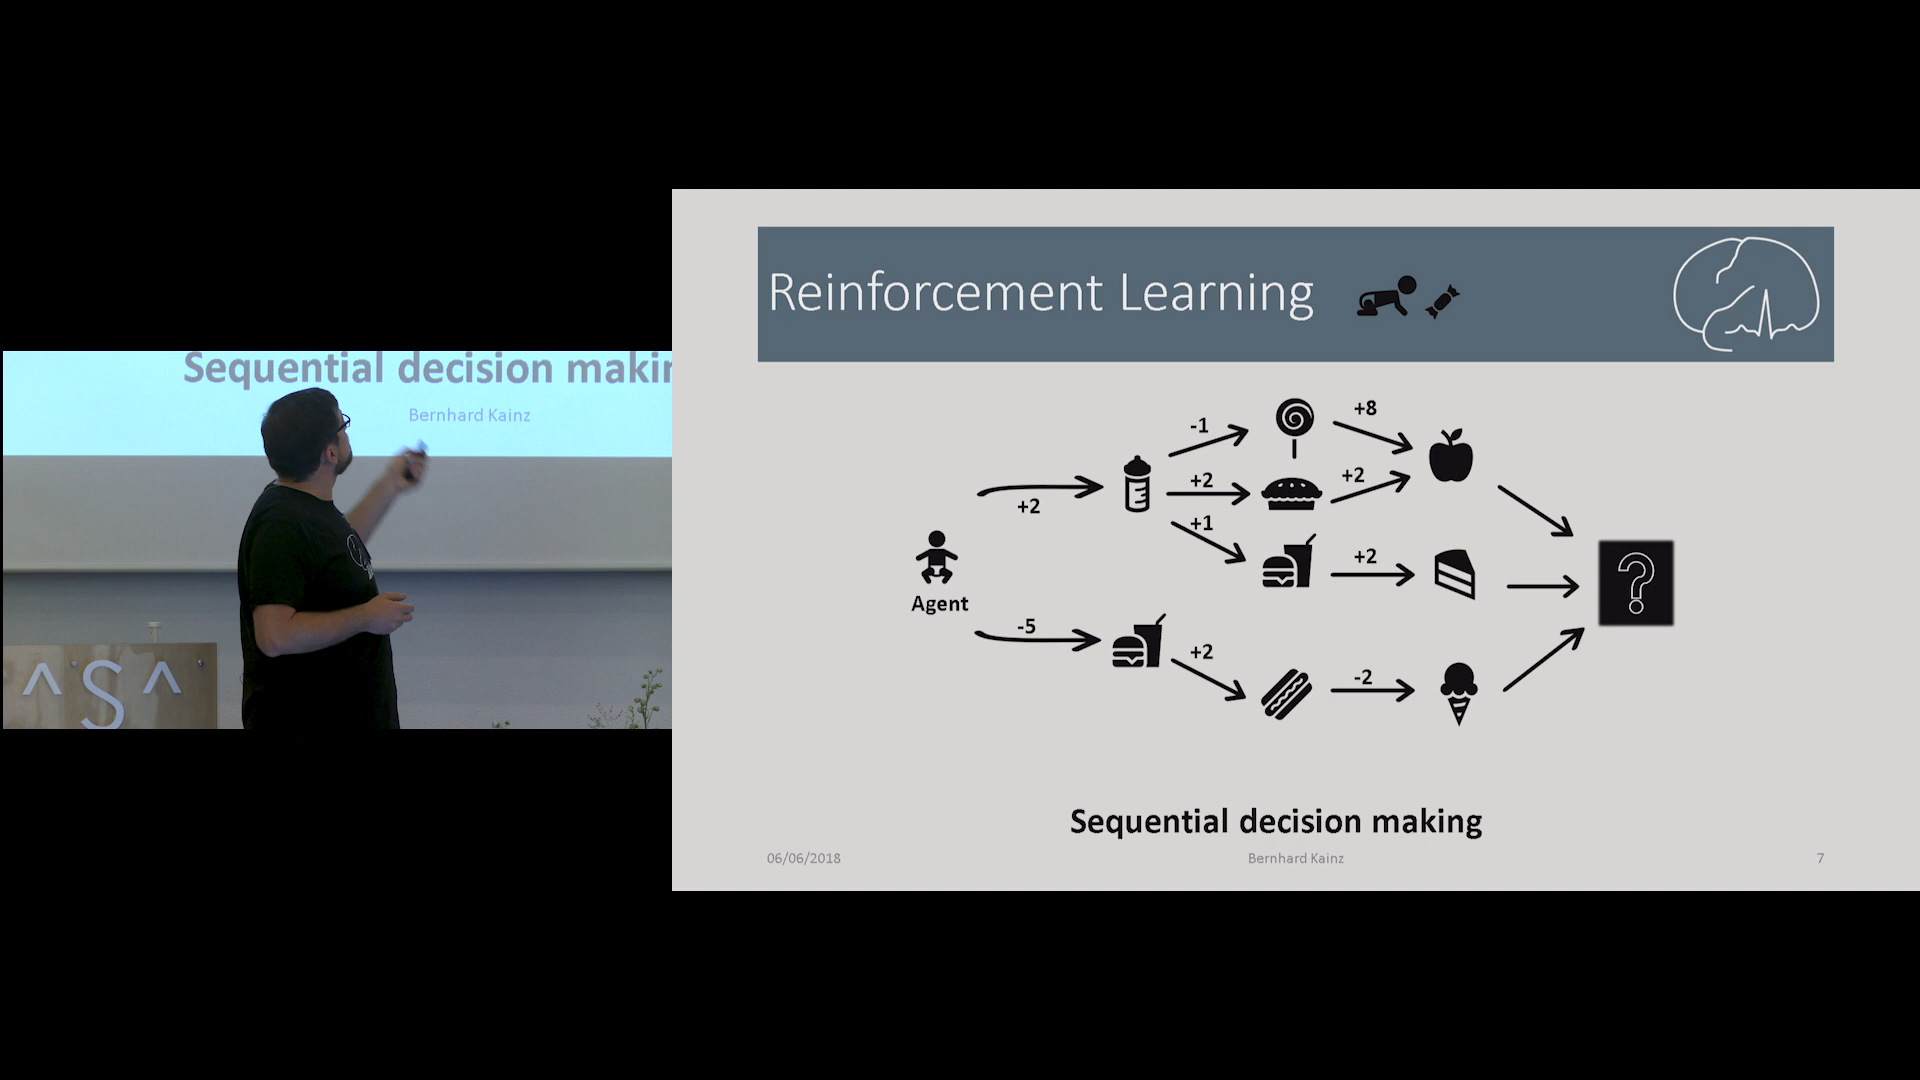 Sequential decision makin
Bernhard Kainz
ASA
Reinforcement Learning
-1
+8
+2
+2
+2
+1
+2
Agent
-5
+2
-2
?
Sequential decision making
06/06/2018
Bernhard Kainz
7